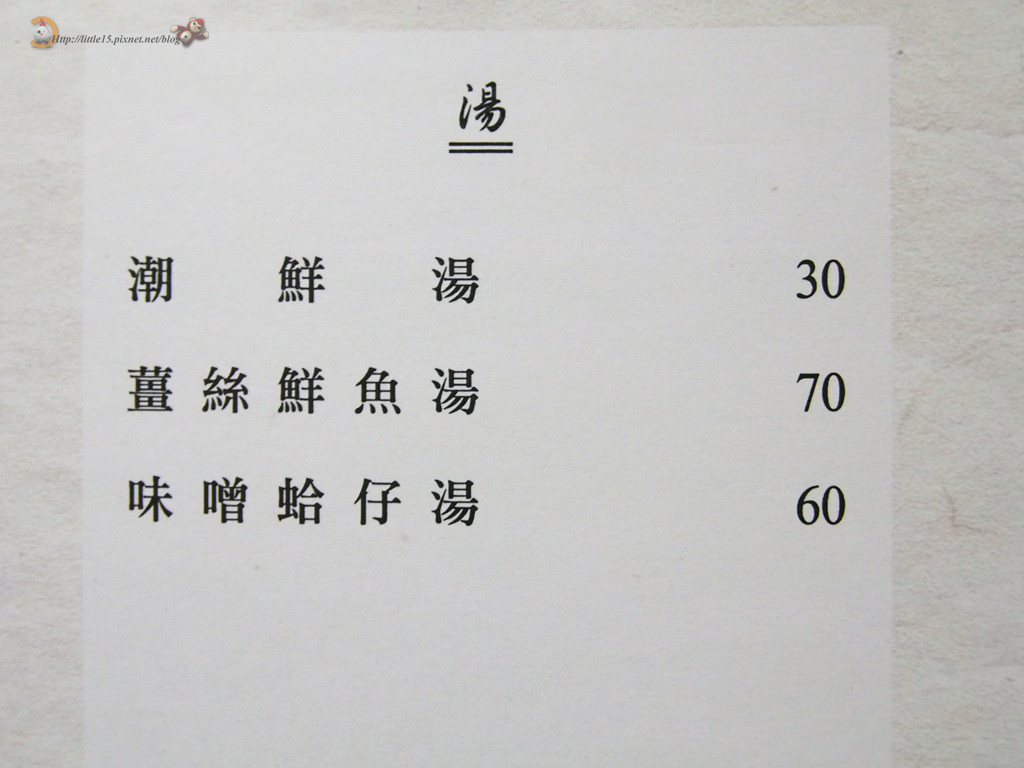 Http://little15.pixnet.net/blog
湯
潮鮮湯 30
薑絲鮮魚湯 70
味噌蛤仔湯 60